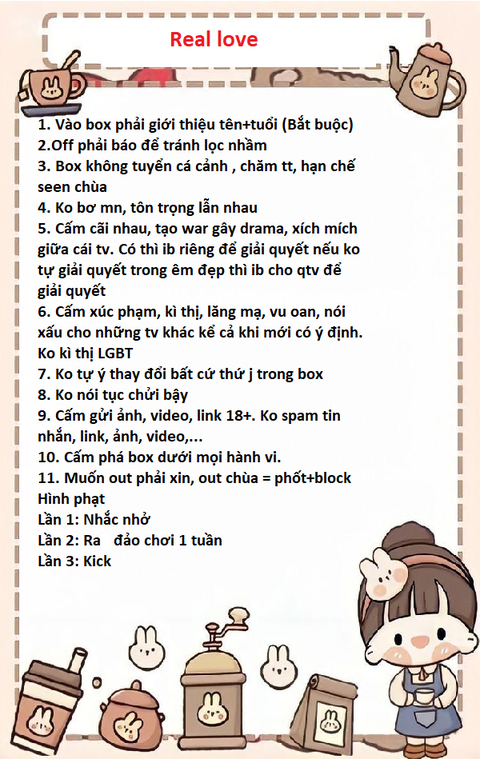 Real love
1. Vào box phải giới thiệu tên+tuổi (Bắt buộc)
2.Off phải báo để tránh lọc nhầm
3. Box không tuyển cá cảnh , chăm tt, hạn chế
seen chùa
4. Ko bơ mn, tôn trọng lẫn nhau
5. Cấm cãi nhau, tạo war gây drama, xích mích
giữa cái tv. Có thì ib riêng để giải quyết nếu ko
tự giải quyết trong êm đẹp thì ib cho qtv để
giải quyết
6. Cấm xúc phạm, kì thị, lăng mạ, vu oan, nói
xấu cho những tv khác kể cả khi mới có ý định.
Ko kì thị LGBT
7. Ko tự ý thay đổi bất cứ thứ j trong box
8. Ko nói tục chửi bậy
9. Cấm gửi ảnh, video, link 18+. Ko spam tin
nhắn, link, ảnh, video,...
10. Cấm phá box dưới mọi hành vi.
11. Muốn out phải xin, out chùa = phốt+block
Hình phạt
Lần 1: Nhắc nhở
Lần 2: Ra đảo chơi 1 tuần
Lần 3: Kick